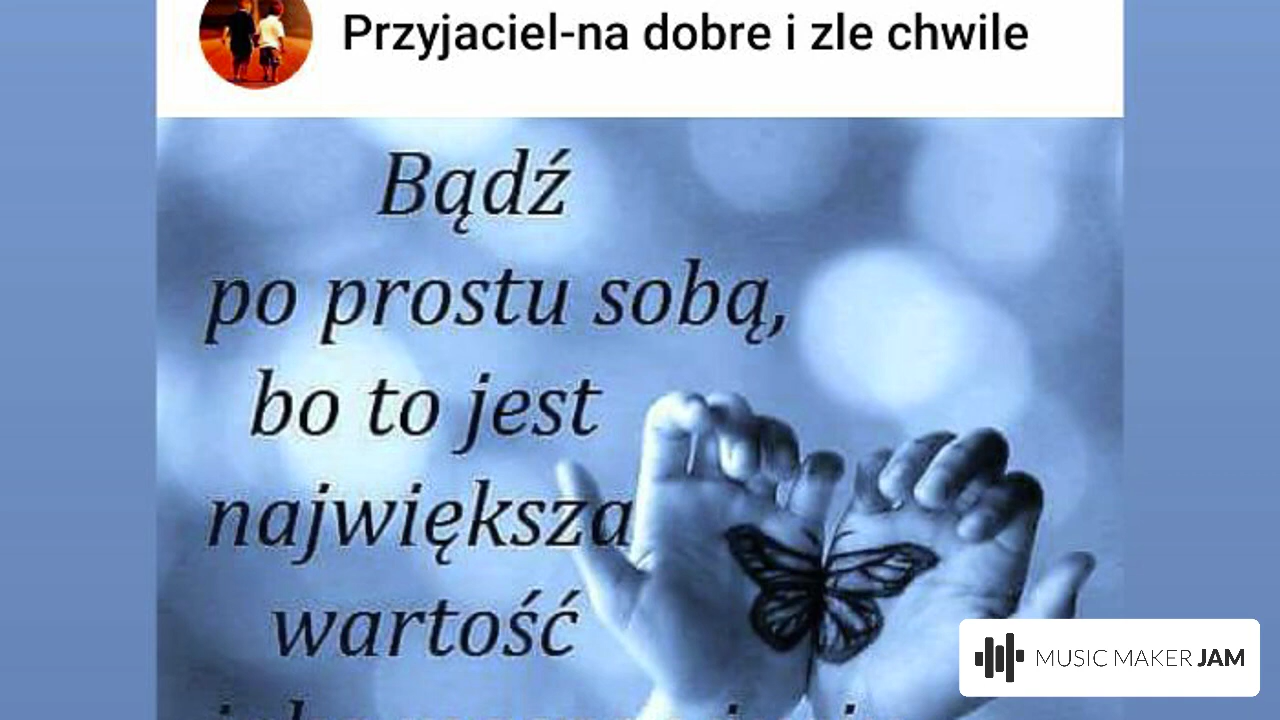 Przyjaciel-na dobre i zle chwile
Bądź
po prostu sobą,
bo to jest
największa
wartość
MUSIC MAKER JAM